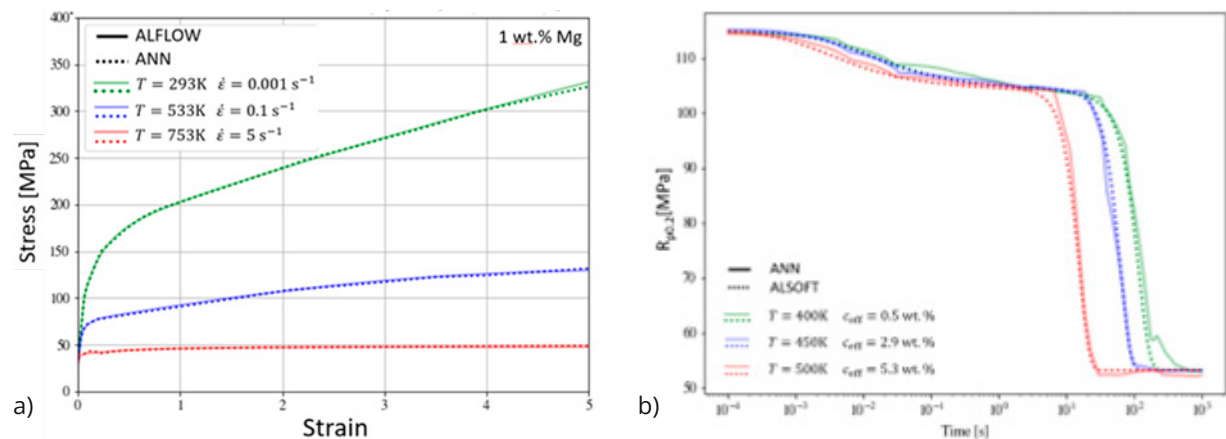 400
350
300
250
200
150
100
50
0
Stress [MPa]
ALFLOW
ANN
T = 293K ε̇ = 0.001 s⁻¹
T = 533K ε̇ = 0.1 s⁻¹
T = 753K ε̇ = 5 s⁻¹
1 wt.% Mg
0 1 2 3 4 5
Strain
a)
110
100
90
80
70
60
50
Rp0.2[MPa]
ANN
ALSOFT
T = 400K ceff = 0.5 wt. %
T = 450K ceff = 2.9 wt. %
T = 500K ceff = 5.3 wt. %
10⁻⁴ 10⁻³ 10⁻² 10⁻¹ 10⁰ 10¹ 10² 10³
Time [s]
b)